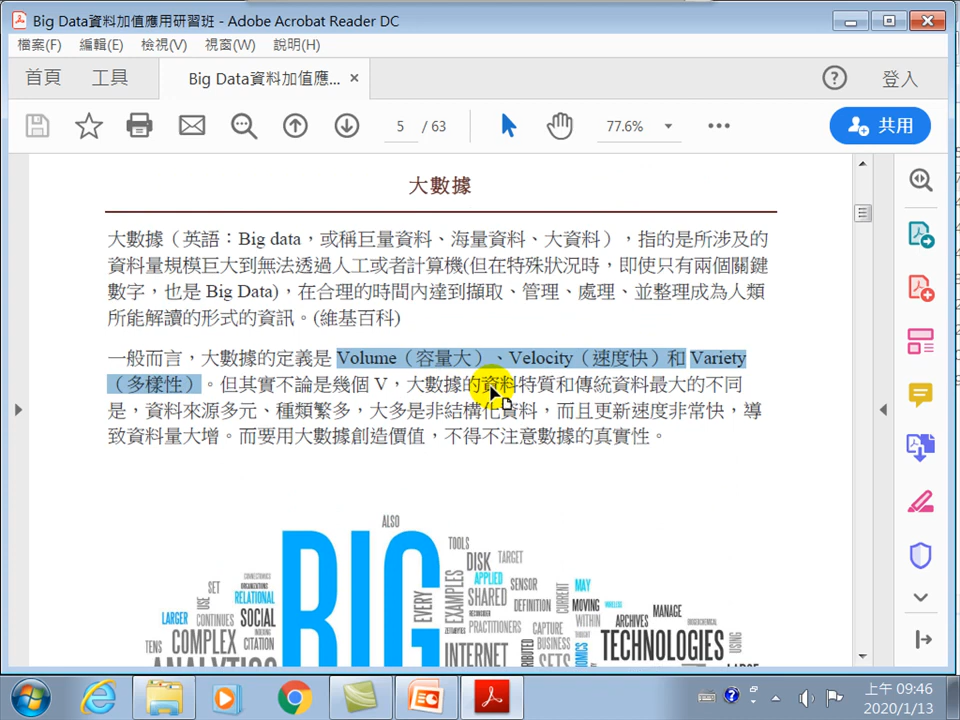 Big Data資料加值應用研習班 - Adobe Acrobat Reader DC
檔案(F) 編輯(E) 檢視(V) 視窗(W) 說明(H)
首頁 工具 Big Data資料加值應... × 登入
5 / 63 77.6% 共用
大數據
大數據（英語：Big data，或稱巨量資料、海量資料、大資料），指的是所涉及的
資料量規模巨大到無法透過人工或者計算機(但在特殊狀況時，即使只有兩個關鍵
數字，也是 Big Data)，在合理的時間內達到擷取、管理、處理、並整理成為人類
所能解讀的形式的資訊。(維基百科)
一般而言，大數據的定義是 Volume（容量大）、Velocity（速度快）和 Variety
（多樣性）。但其實不論是幾個 V，大數據的資料特質和傳統資料最大的不同
是，資料來源多元、種類繁多，大多是非結構化資料，而且更新速度非常快，導
致資料量大增。而要用大數據創造價值，不得不注意數據的真實性。
ALSO
BIG
TOOLS
DISK
TARGET
APPLIED
SENSOR
SHARED
DEFINITION
CURRENT
MAY
MOVING
WITHIN
ARCHIVES
MANAGE
EVERY
EXAMPLES
PRACTITIONERS
CAPTURE
BUSINESS
TECHNOLOGIES
USING
INTERNET
SETS
SET
USE
RELATIONAL
LARGER
CONTINUES
SOCIAL
CITATION
TENS
COMPLEX
ANALYTICS
上午 09:46
2020/1/13